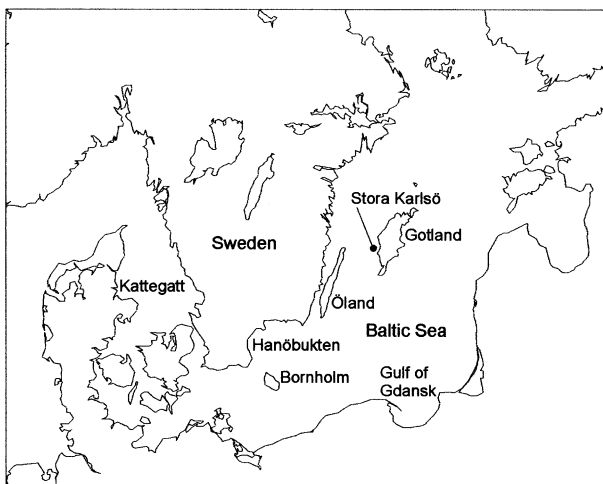 Stora Karlsö
Gotland
Sweden
Kattegatt
Öland
Baltic Sea
Hanöbukten
Bornholm
Gulf of
Gdansk